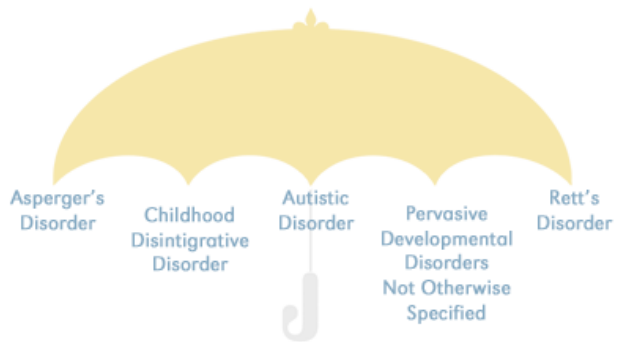 Asperger's
Disorder
Childhood
Disintigrative
Disorder
Autistic
Disorder
Pervasive
Developmental
Disorders
Not Otherwise
Specified
Rett's
Disorder